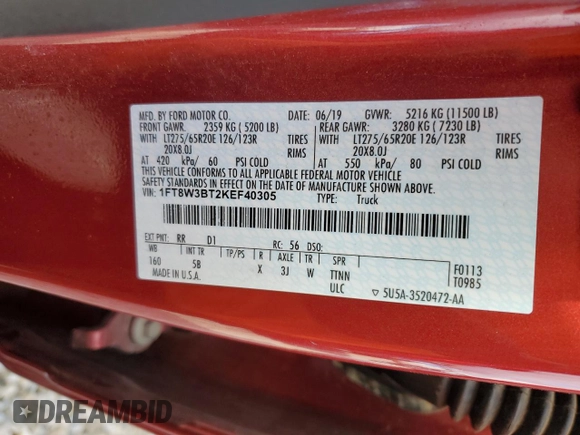 MFD. BY FORD MOTOR CO.
DATE: 06/19 GVWR: 5216 KG (11500 LB)
FRONT GAWR: 2359 KG (5200 LB) REAR GAWR: 3280 KG (7230 LB)
WITH LT275/65R20E 126/123R TIRES WITH LT275/65R20E 126/123R TIRES
20X8.0J RIMS 20X8.0J RIMS
AT 420 kPa/ 60 PSI COLD AT 550 kPa/ 80 PSI COLD
THIS VEHICLE CONFORMS TO ALL APPLICABLE FEDERAL MOTOR VEHICLE
SAFETY STANDARDS IN EFFECT ON THE DATE OF MANUFACTURE SHOWN ABOVE.
VIN: 1FT8W3BT2KEF40305 TYPE: Truck
EXT PNT: RR D1 RC: 56 DSO:
WB INT TR TP/PS R AXLE TR SPR
160 5B X 3J W TTNN F0113
MADE IN U.S.A. ULC T0985
5U5A-3520472-AA
DREAMBID